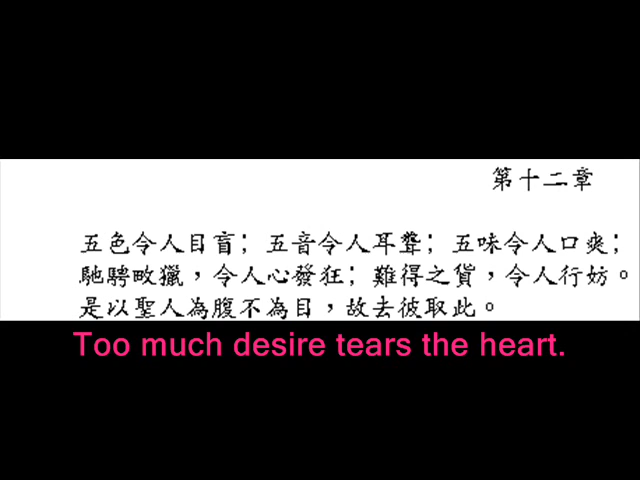 第十二章
五色令人目盲；五音令人耳聾；五味令人口爽；
馳騁畋獵，令人心發狂；難得之貨，令人行妨。
是以聖人為腹不為目，故去彼取此。
Too much desire tears the heart.